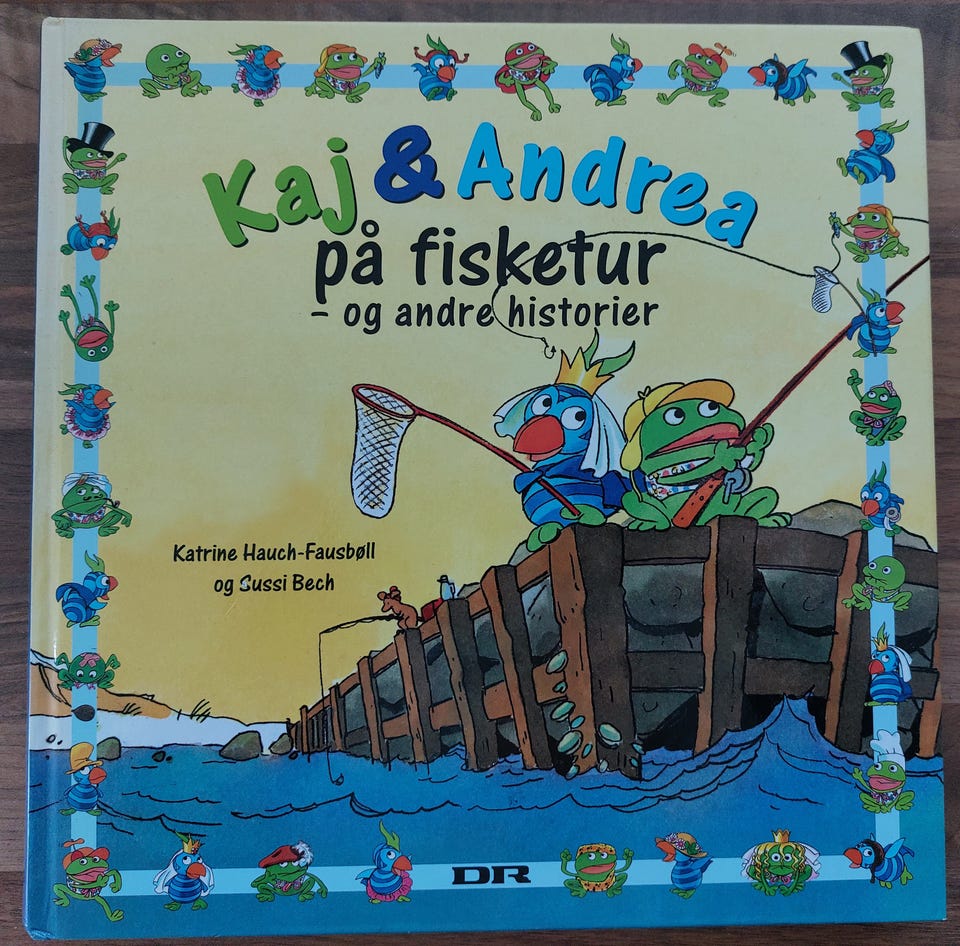 Kaj & Andrea
på fisketur
- og andre historier
Katrine Hauch-Fausbøll
og Sussi Bech
DR